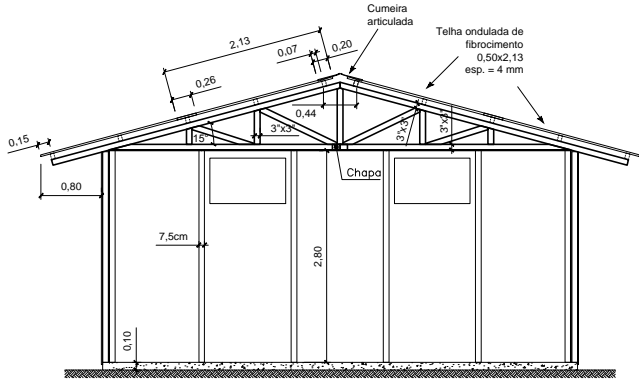 Cumeira
articulada
2,13
0,07
0,20
Telha ondulada de
fibrocimento
0,50x2,13
esp. = 4 mm
0,26
0,44
0,15
15°
3"x3"
3"x3"
3"x3"
Chapa
0,80
7,5cm
2,80
0,10